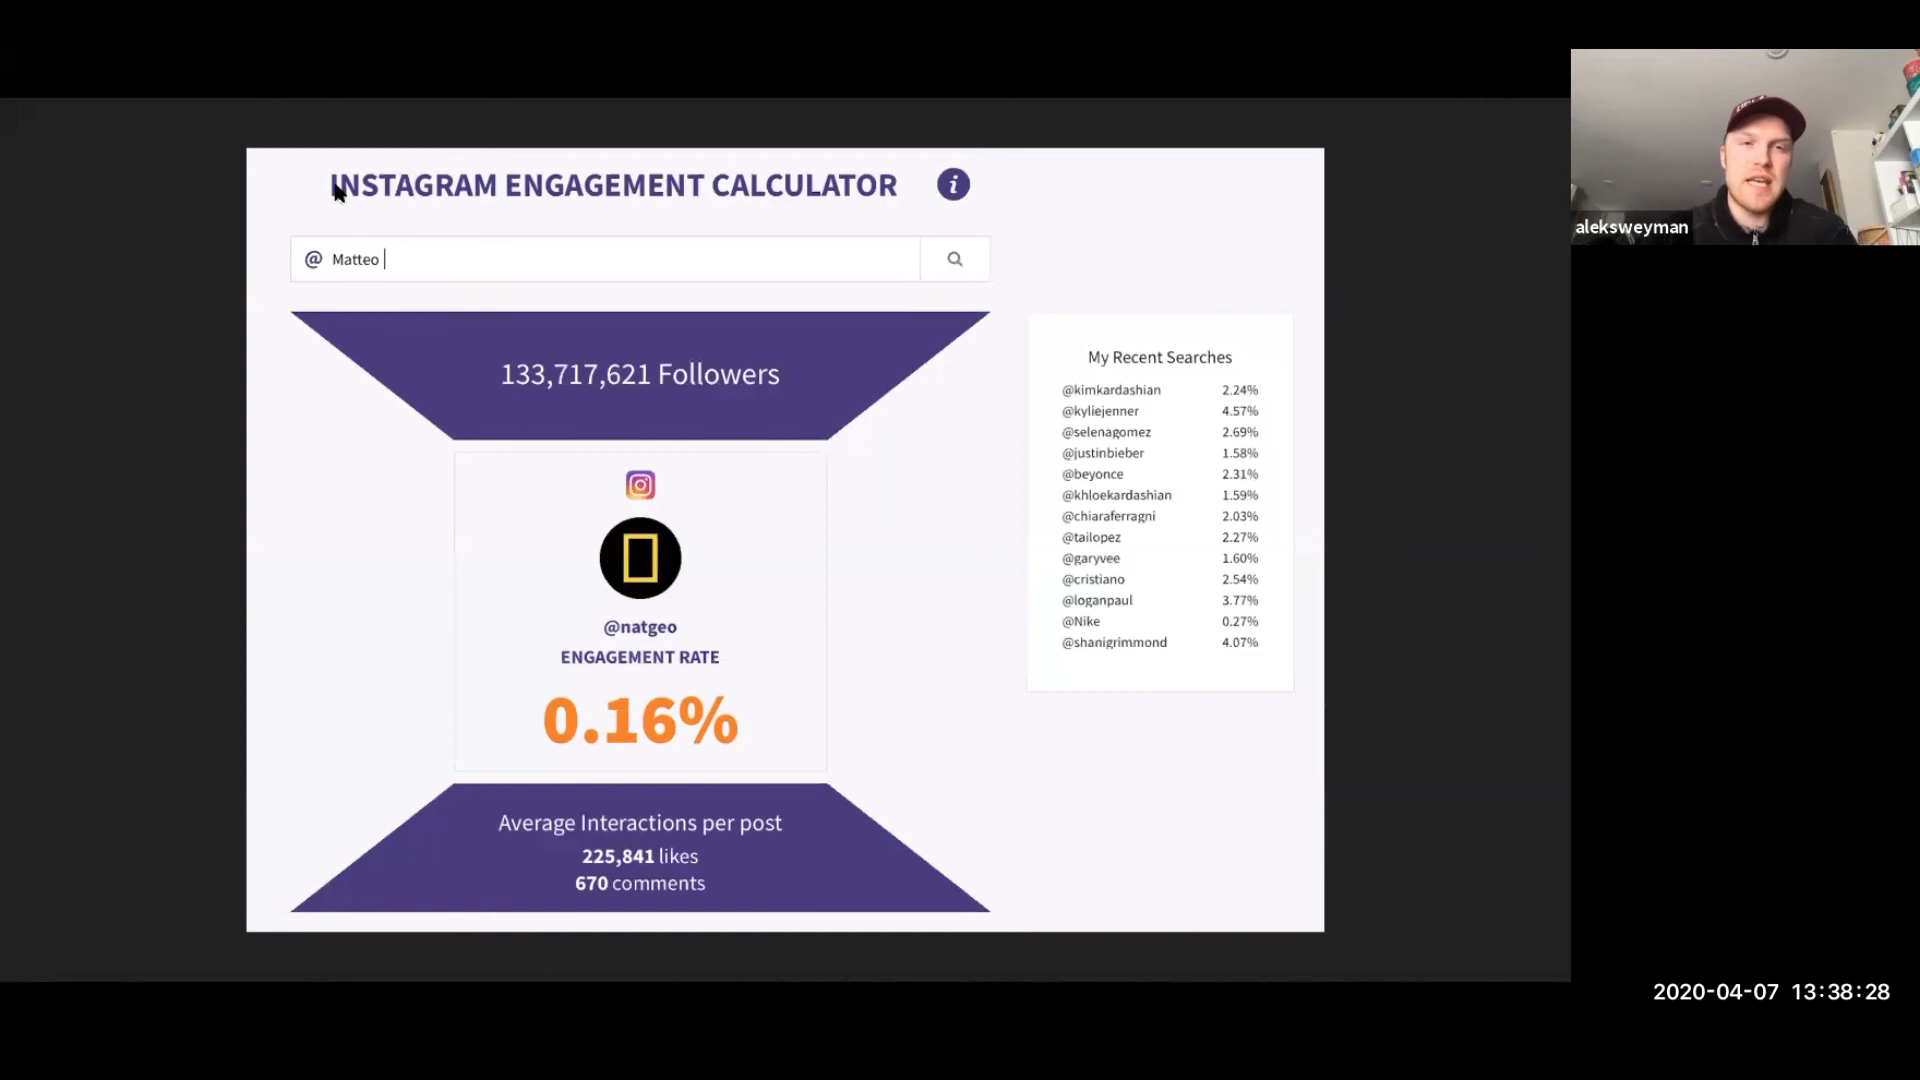 INSTAGRAM ENGAGEMENT CALCULATOR i
@ Matteo
133,717,621 Followers
@natgeo
ENGAGEMENT RATE
0.16%
Average Interactions per post
225,841 likes
670 comments
My Recent Searches
@kimkardashian 2.24%
@kyliejenner 4.57%
@selenagomez 2.69%
@justinbieber 1.58%
@beyonce 2.31%
@khloekardashian 1.59%
@chiaraferragni 2.03%
@tailopez 2.27%
@garyvee 1.60%
@cristiano 2.54%
@loganpaul 3.77%
@Nike 0.27%
@shanigrimmond 4.07%
aleksweyman
2020-04-07 13:38:28